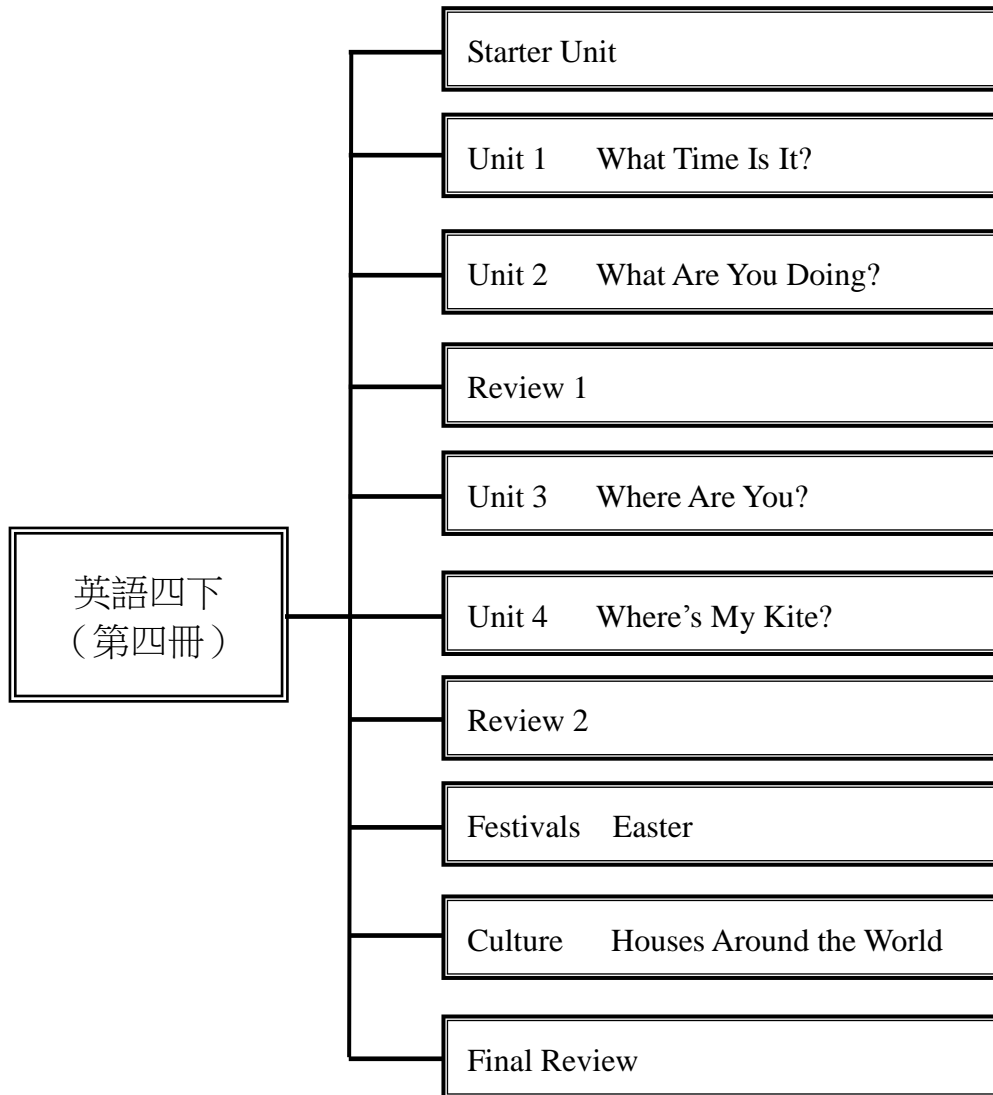 Starter Unit
Unit 1 What Time Is It?
Unit 2 What Are You Doing?
Review 1
Unit 3 Where Are You?
英語四下
（第四冊）
Unit 4 Where’s My Kite?
Review 2
Festivals Easter
Culture Houses Around the World
Final Review